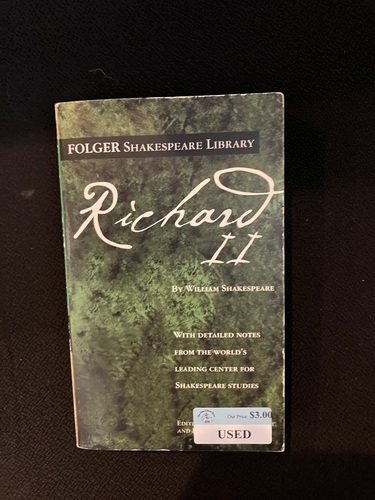 FOLGER SHAKESPEARE LIBRARY
Richard
II
BY WILLIAM SHAKESPEARE
WITH DETAILED NOTES
FROM THE WORLD'S
LEADING CENTER FOR
SHAKESPEARE STUDIES
Our Price $3.00
USED
AND